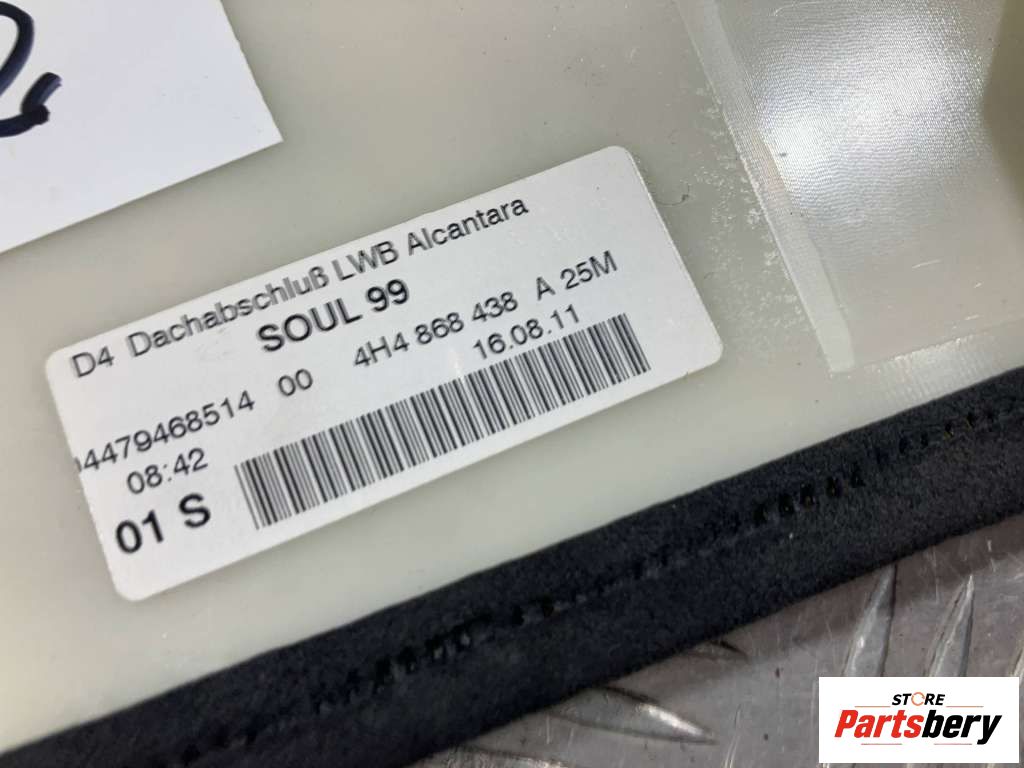 D4 Dachabschluß LWB Alcantara
SOUL 99
4479468514 00 4H4 868 438 A 25M
08:42 16.08.11
01 S
STORE
Partsbery